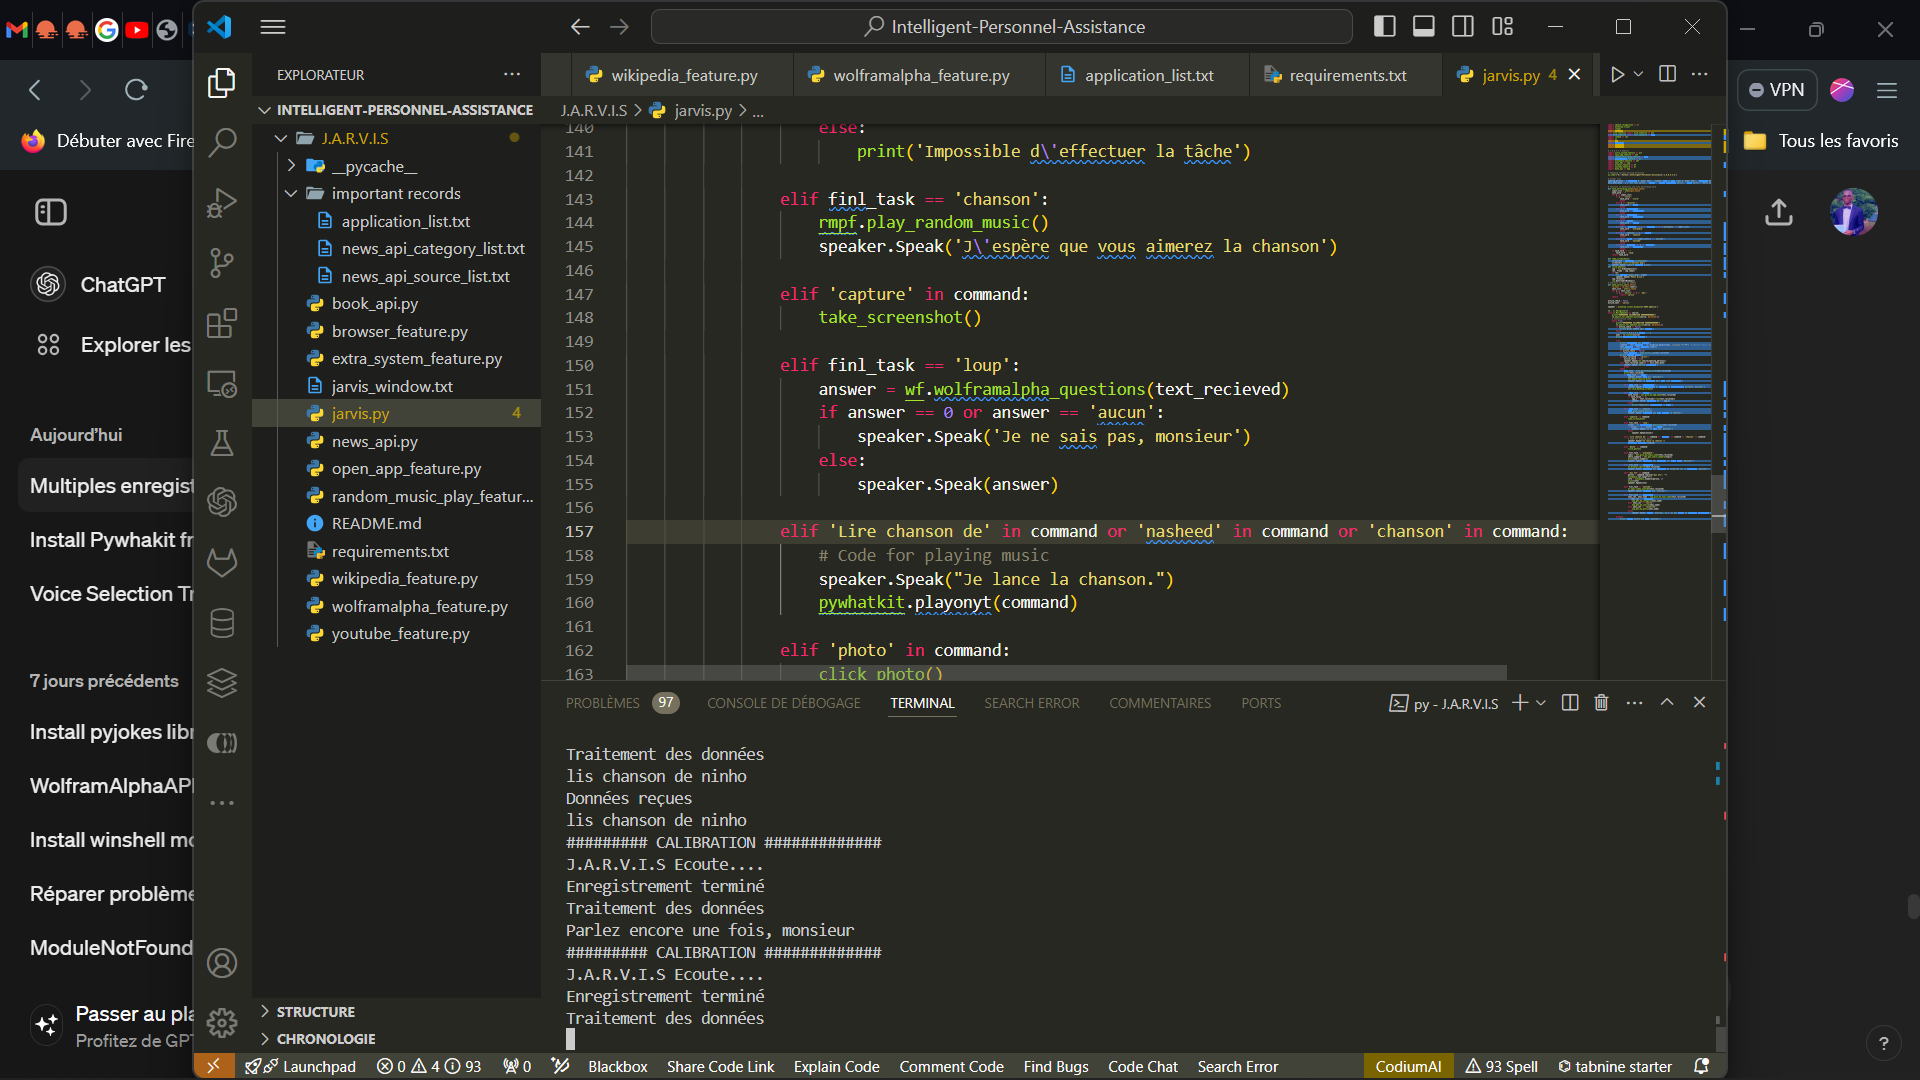 Intelligent-Personnel-Assistance
EXPLORATEUR
wikipedia_feature.py
wolframalpha_feature.py
application_list.txt
requirements.txt
jarvis.py 4
VPN
INTELLIGENT-PERSONNEL-ASSISTANCE
J.A.R.V.I.S > jarvis.py > ...
Débuter avec Fire
Tous les favoris
J.A.R.V.I.S
__pycache__
important records
application_list.txt
news_api_category_list.txt
news_api_source_list.txt
book_api.py
browser_feature.py
extra_system_feature.py
jarvis_window.txt
jarvis.py 4
news_api.py
open_app_feature.py
random_music_play_featur...
README.md
requirements.txt
wikipedia_feature.py
wolframalpha_feature.py
youtube_feature.py
STRUCTURE
CHRONOLOGIE
ChatGPT
Explorer les
Aujourd'hui
Multiples enregist
Install Pywhakit fr
Voice Selection Tr
7 jours précédents
Install pyjokes libr
WolframAlphaAPI
Install winshell mo
Réparer problème
ModuleNotFound
Passer au pla
Profitez de GPT
140 else:
141 print('Impossible d\'effectuer la tâche')
142
143 elif finl_task == 'chanson':
144 rmpf.play_random_music()
145 speaker.Speak('J\'espère que vous aimerez la chanson')
146
147 elif 'capture' in command:
148 take_screenshot()
149
150 elif finl_task == 'loup':
151 answer = wf.wolframalpha_questions(text_recieved)
152 if answer == 0 or answer == 'aucun':
153 speaker.Speak('Je ne sais pas, monsieur')
154 else:
155 speaker.Speak(answer)
156
157 elif 'Lire chanson de' in command or 'nasheed' in command or 'chanson' in command:
158 # Code for playing music
159 speaker.Speak("Je lance la chanson.")
160 pywhatkit.playonyt(command)
161
162 elif 'photo' in command:
163 click_photo()
PROBLÈMES 97 CONSOLE DE DÉBOGAGE TERMINAL SEARCH ERROR COMMENTAIRES PORTS
py - J.A.R.V.I.S
Traitement des données
lis chanson de ninho
Données reçues
lis chanson de ninho
######### CALIBRATION #############
J.A.R.V.I.S Ecoute....
Enregistrement terminé
Traitement des données
Parlez encore une fois, monsieur
######### CALIBRATION #############
J.A.R.V.I.S Ecoute....
Enregistrement terminé
Traitement des données
Launchpad 0 4 93 0 Blackbox Share Code Link Explain Code Comment Code Find Bugs Code Chat Search Error CodiumAI 93 Spell tabnine starter
?